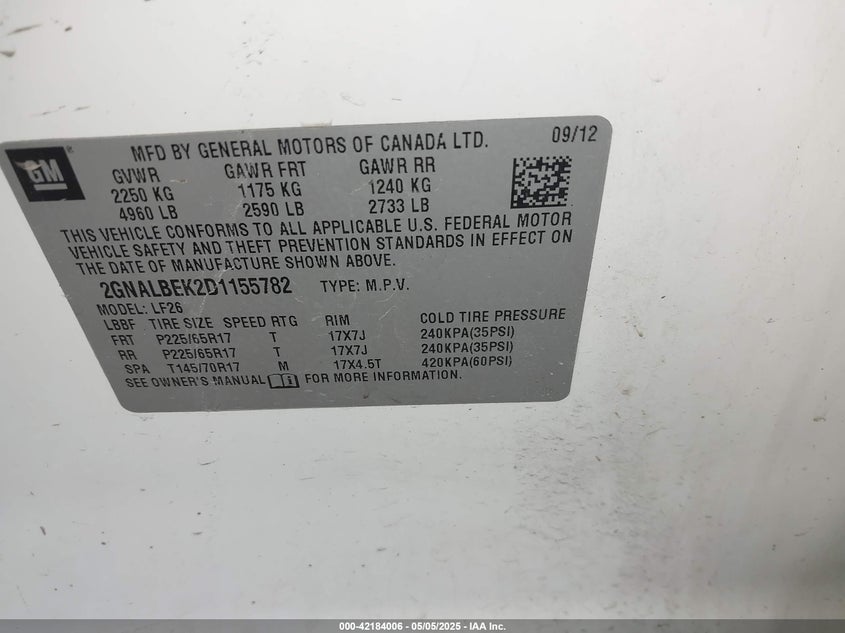 GM ®
MFD BY GENERAL MOTORS OF CANADA LTD. 09/12
GVWR GAWR FRT GAWR RR
2250 KG 1175 KG 1240 KG
4960 LB 2590 LB 2733 LB
THIS VEHICLE CONFORMS TO ALL APPLICABLE U.S. FEDERAL MOTOR
VEHICLE SAFETY AND THEFT PREVENTION STANDARDS IN EFFECT ON
THE DATE OF MANUFACTURE SHOWN ABOVE.
2GNALBEK2D1155782 TYPE: M.P.V.
MODEL: LF26
LBBF TIRE SIZE SPEED RTG RIM COLD TIRE PRESSURE
FRT P225/65R17 T 17X7J 240KPA(35PSI)
RR P225/65R17 T 17X7J 240KPA(35PSI)
SPA T145/70R17 M 17X4.5T 420KPA(60PSI)
SEE OWNER'S MANUAL FOR MORE INFORMATION.
000-42184006 - 05/05/2025 - IAA Inc.